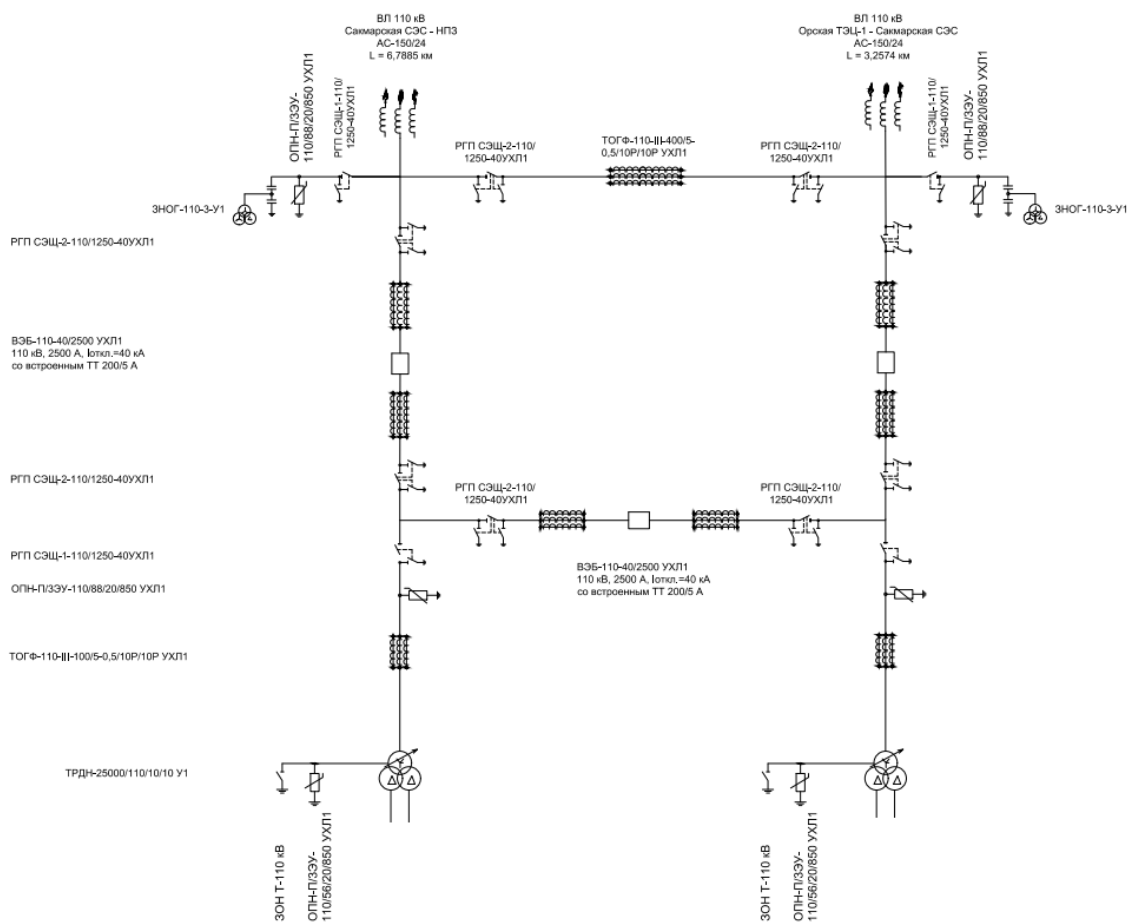 ВЛ 110 кВ
Сакмарская СЭС - НПЗ
АС-150/24
L = 6,7885 км
ВЛ 110 кВ
Орская ТЭЦ-1 - Сакмарская СЭС
АС-150/24
L = 3,2574 км
ОПН-П/ЗЭУ-
110/88/20/850 УХЛ1
РГП СЭЩ-1-110/
1250-40УХЛ1
РГП СЭЩ-2-110/
1250-40УХЛ1
ТОГФ-110-III-400/5-
0,5/10Р/10Р УХЛ1
РГП СЭЩ-2-110/
1250-40УХЛ1
РГП СЭЩ-1-110/
1250-40УХЛ1
ОПН-П/ЗЭУ-
110/88/20/850 УХЛ1
ЗНОГ-110-3-У1
ЗНОГ-110-3-У1
РГП СЭЩ-2-110/1250-40УХЛ1
ВЭБ-110-40/2500 УХЛ1
110 кВ, 2500 А, Iоткл.=40 кА
со встроенным ТТ 200/5 А
РГП СЭЩ-2-110/1250-40УХЛ1
РГП СЭЩ-2-110/
1250-40УХЛ1
РГП СЭЩ-2-110/
1250-40УХЛ1
РГП СЭЩ-1-110/1250-40УХЛ1
ВЭБ-110-40/2500 УХЛ1
110 кВ, 2500 А, Iоткл.=40 кА
со встроенным ТТ 200/5 А
ОПН-П/ЗЭУ-110/88/20/850 УХЛ1
ТОГФ-110-III-100/5-0,5/10Р/10Р УХЛ1
ТРДН-25000/110/10/10 У1
ЗОН Т-110 кВ
ОПН-П/ЗЭУ-
110/56/20/850 УХЛ1
ЗОН Т-110 кВ
ОПН-П/ЗЭУ-
110/56/20/850 УХЛ1